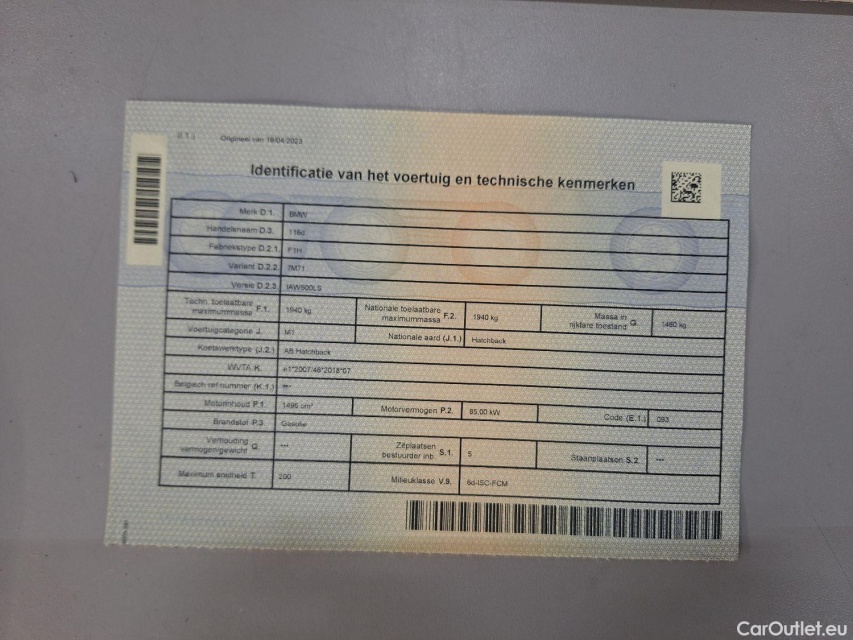 (I.1.) Origineel van 18/04/2023
Identificatie van het voertuig en technische kenmerken
Merk D.1. BMW
Handelsnaam D.3. 116d
Fabriekstype D.2.1. F1H
Variant D.2.2. 7M71
Versie D.2.3. IAW500LS
Techn. toelaatbare maximummassa F.1. 1940 kg Nationale toelaatbare maximummassa F.2. 1940 kg Massa in rijklare toestand G. 1480 kg
Voertuigcategorie J. M1 Nationale aard (J.1.) Hatchback
Koetswerktype (J.2.) AB Hatchback
WVTA K. e1*2007/46*2018*07
Belgisch ref nummer (K.1.) ***
Motorinhoud P.1. 1496 cm³ Motorvermogen P.2. 85,00 kW Code (E.1.) 093
Brandstof P.3. Gasolie
Verhouding vermogen/gewicht Q. --- Zitplaatsen bestuurder inb. S.1. 5 Staanplaatsen S.2. ---
Maximum snelheid T. 200 Milieuklasse V.9. 6d-ISC-FCM
CarOutlet.eu